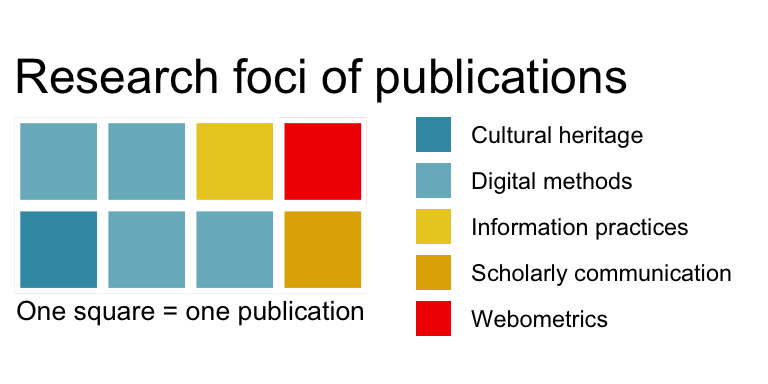 Research foci of publications
Cultural heritage
Digital methods
Information practices
Scholarly communication
Webometrics
One square = one publication